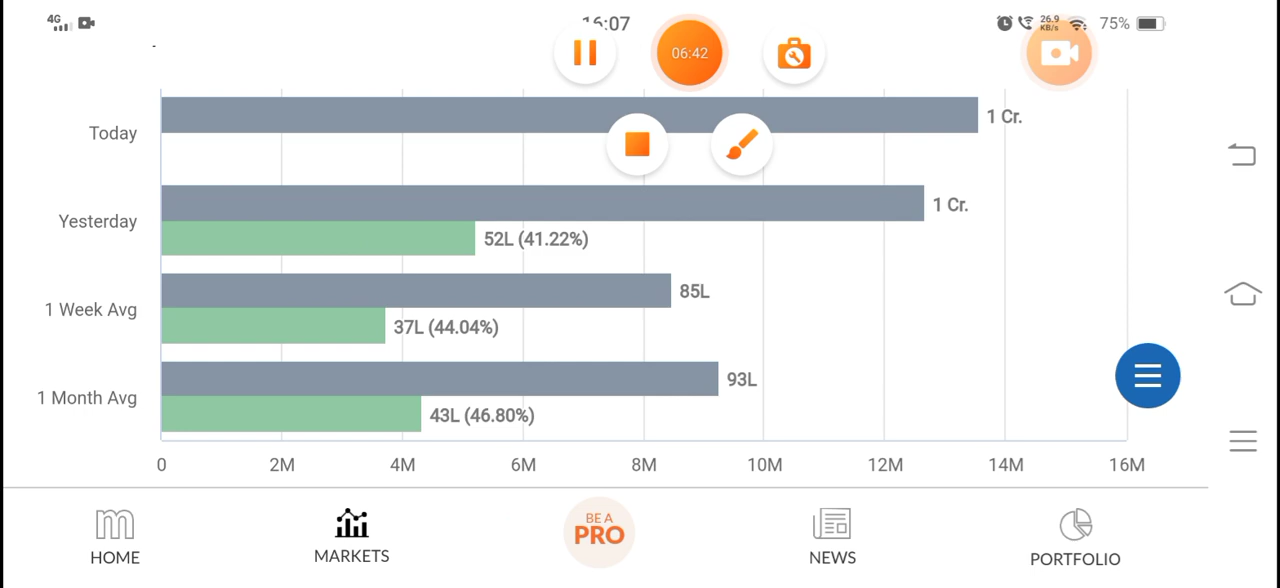 4G 16:07 26.9 KB/s 75%
06:42
Today 1 Cr.
Yesterday 1 Cr.
52L (41.22%)
1 Week Avg 85L
37L (44.04%)
1 Month Avg 93L
43L (46.80%)
0 2M 4M 6M 8M 10M 12M 14M 16M
BE A
PRO
HOME MARKETS NEWS PORTFOLIO